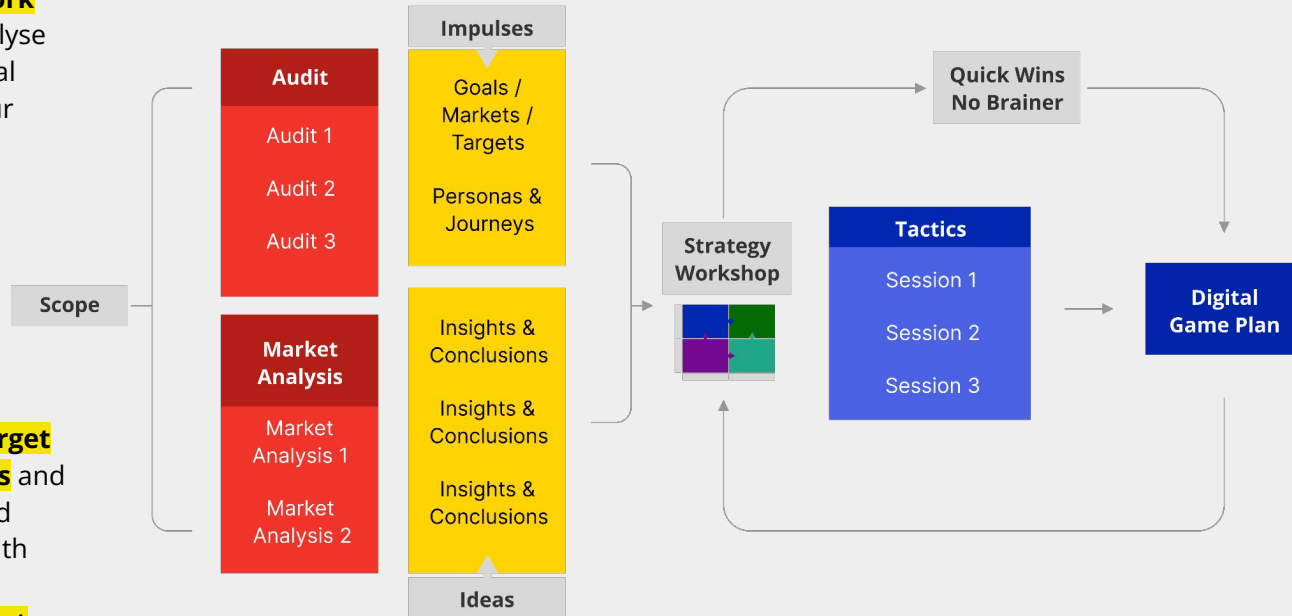 Scope
Audit
Audit 1
Audit 2
Audit 3
Market
Analysis
Market
Analysis 1
Market
Analysis 2
Impulses
Goals /
Markets /
Targets
Personas &
Journeys
Insights &
Conclusions
Insights &
Conclusions
Insights &
Conclusions
Ideas
Strategy
Workshop
Quick Wins
No Brainer
Tactics
Session 1
Session 2
Session 3
Digital
Game Plan
and